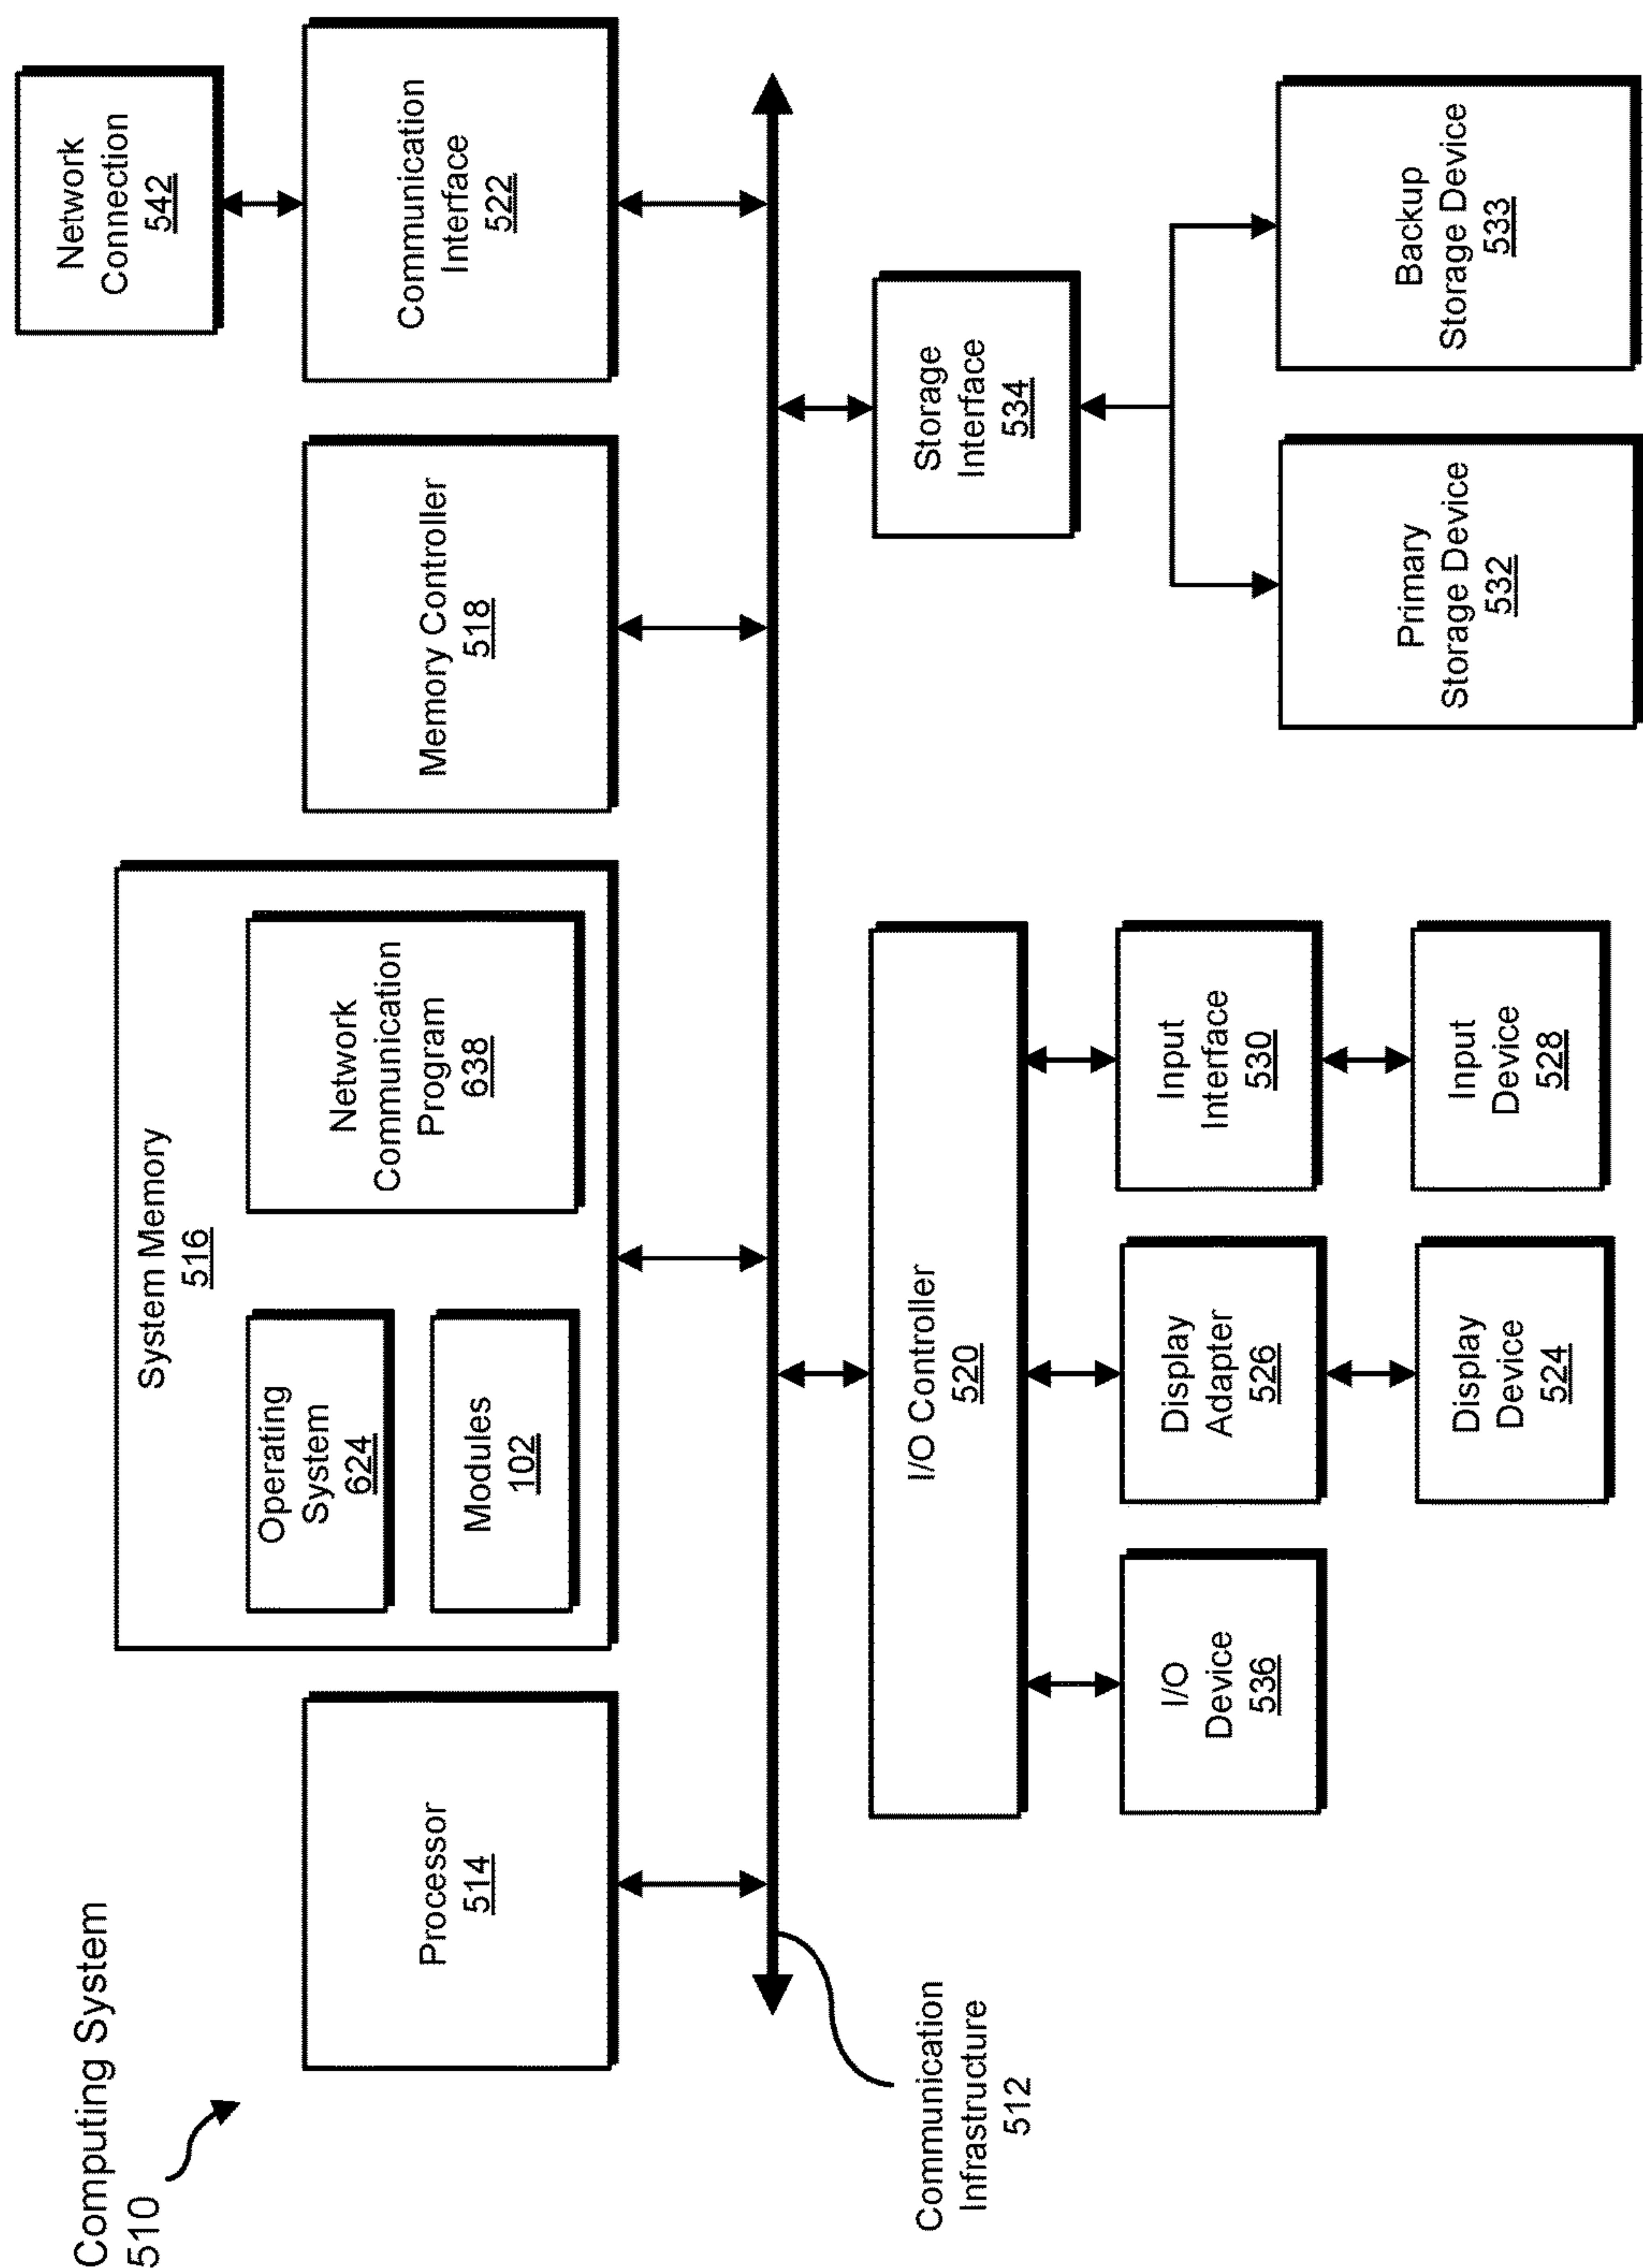 Computing System
510
Processor
514
System Memory
516
Operating
System
624
Modules
102
Network
Communication
Program
638
Memory Controller
518
Communication
Interface
522
Network
Connection
542
Communication
Infrastructure
512
I/O Controller
520
Storage
Interface
534
I/O
Device
536
Display
Adapter
526
Input
Interface
530
Display
Device
524
Input
Device
528
Primary
Storage Device
532
Backup
Storage Device
533